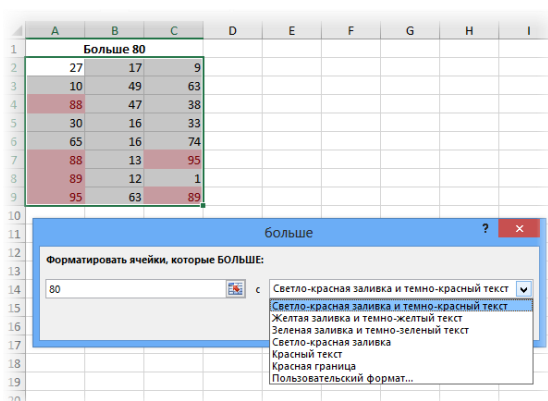 A B C D E F G H I
1 Больше 80
2 27 17 9
3 10 49 63
4 88 47 38
5 30 16 33
6 65 16 74
7 88 13 95
8 89 12 1
9 95 63 89
10
11 больше ? ×
12 Форматировать ячейки, которые БОЛЬШЕ:
13
14 80 с Светло-красная заливка и темно-красный текст
15 Светло-красная заливка и темно-красный текст
Желтая заливка и темно-желтый текст
16 Зеленая заливка и темно-зеленый текст
17 Светло-красная заливка
Красный текст
18 Красная граница
19 Пользовательский формат...
20